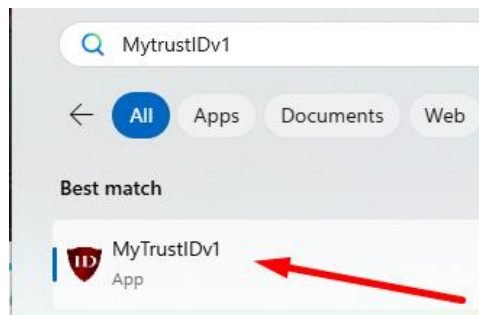 MytrustIDv1
All Apps Documents Web
Best match
ID MyTrustIDv1
App